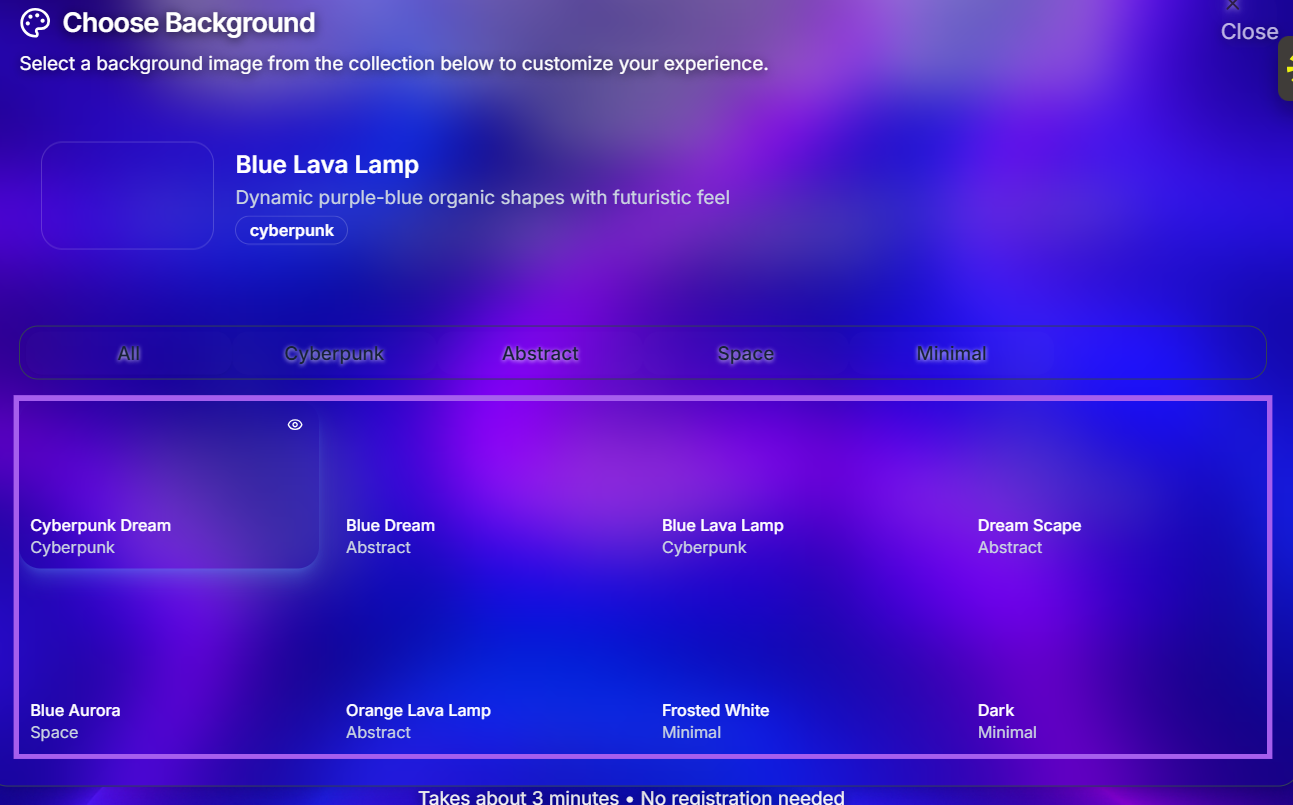 Choose Background
Close
Select a background image from the collection below to customize your experience.
Blue Lava Lamp
Dynamic purple-blue organic shapes with futuristic feel
cyberpunk
All Cyberpunk Abstract Space Minimal
Cyberpunk Dream
Cyberpunk
Blue Dream
Abstract
Blue Lava Lamp
Cyberpunk
Dream Scape
Abstract
Blue Aurora
Space
Orange Lava Lamp
Abstract
Frosted White
Minimal
Dark
Minimal
Takes about 3 minutes • No registration needed